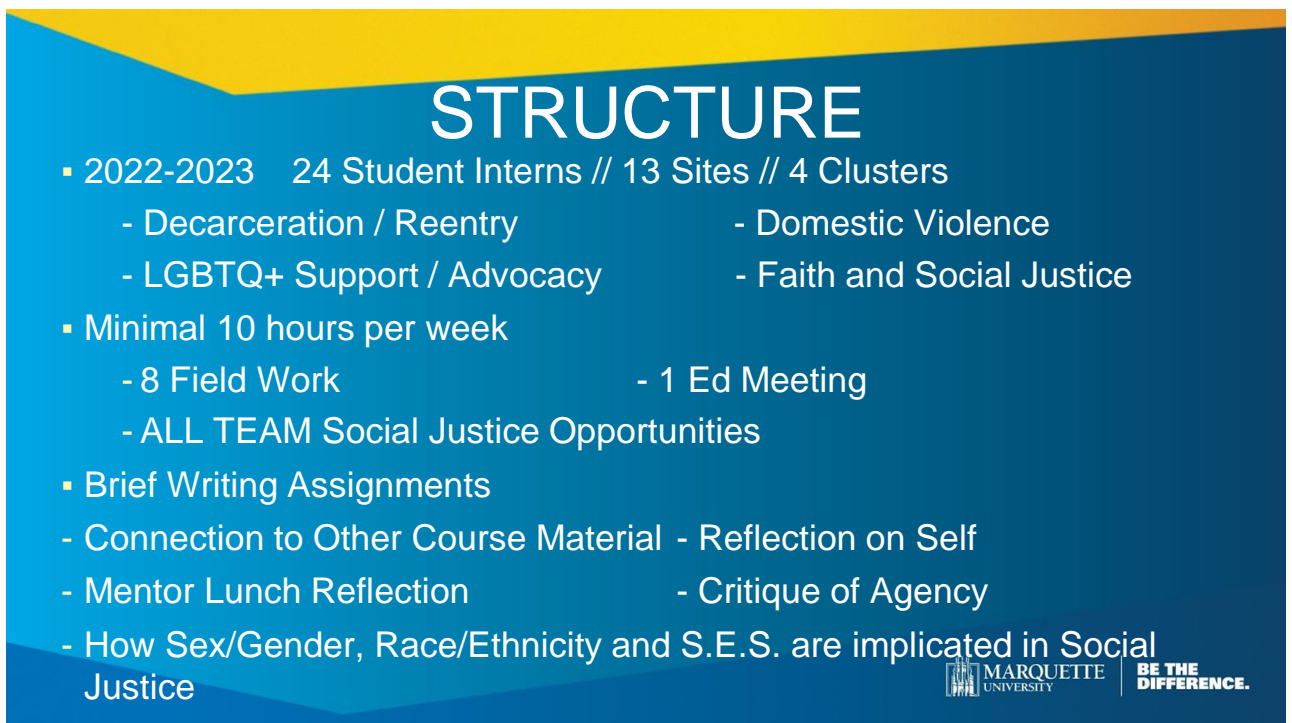 STRUCTURE
▪ 2022-2023 24 Student Interns // 13 Sites // 4 Clusters
- Decarceration / Reentry - Domestic Violence
- LGBTQ+ Support / Advocacy - Faith and Social Justice
▪ Minimal 10 hours per week
- 8 Field Work - 1 Ed Meeting
- ALL TEAM Social Justice Opportunities
▪ Brief Writing Assignments
- Connection to Other Course Material - Reflection on Self
- Mentor Lunch Reflection - Critique of Agency
- How Sex/Gender, Race/Ethnicity and S.E.S. are implicated in Social
Justice
MARQUETTE
UNIVERSITY
BE THE
DIFFERENCE.